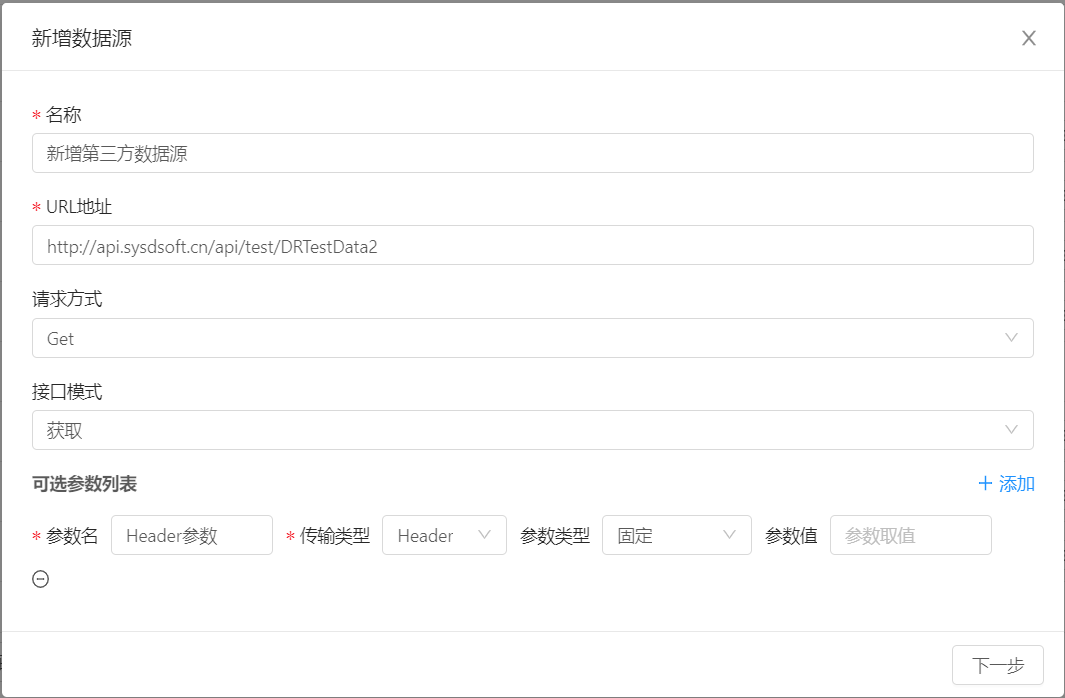 新增数据源
* 名称
新增第三方数据源
* URL地址
http://api.sysdsoft.cn/api/test/DRTestData2
请求方式
Get
接口模式
获取
可选参数列表 + 添加
* 参数名 Header参数 * 传输类型 Header 参数类型 固定 参数值 参数取值
下一步